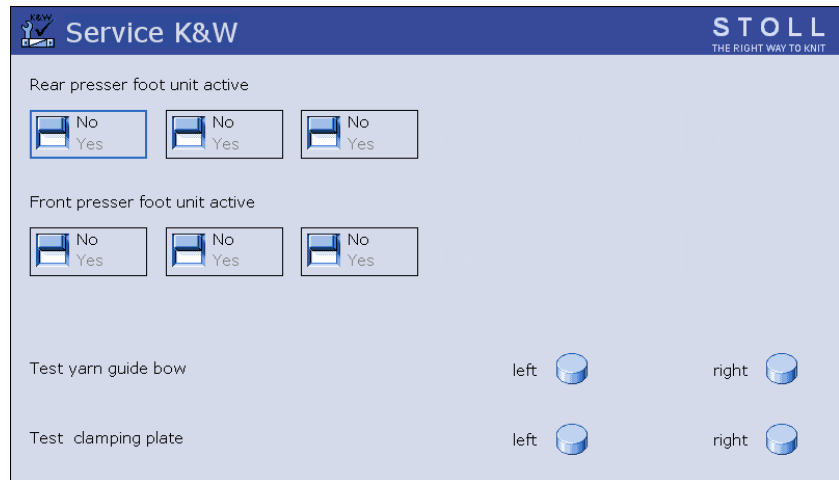 K&W
Service K&W
STOLL
THE RIGHT WAY TO KNIT
Rear presser foot unit active
No No No
Yes Yes Yes
Front presser foot unit active
No No No
Yes Yes Yes
Test yarn guide bow left right
Test clamping plate left right